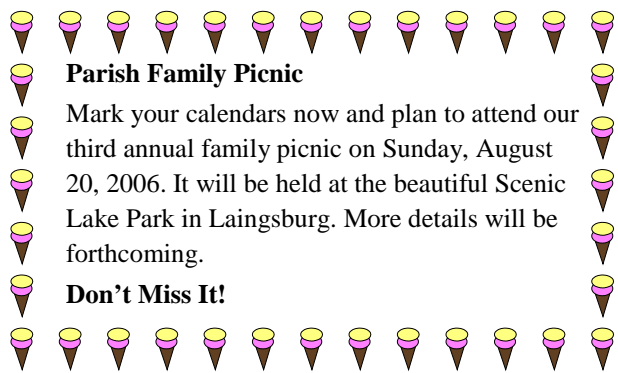 Parish Family Picnic
Mark your calendars now and plan to attend our
third annual family picnic on Sunday, August
20, 2006. It will be held at the beautiful Scenic
Lake Park in Laingsburg. More details will be
forthcoming.
Don't Miss It!